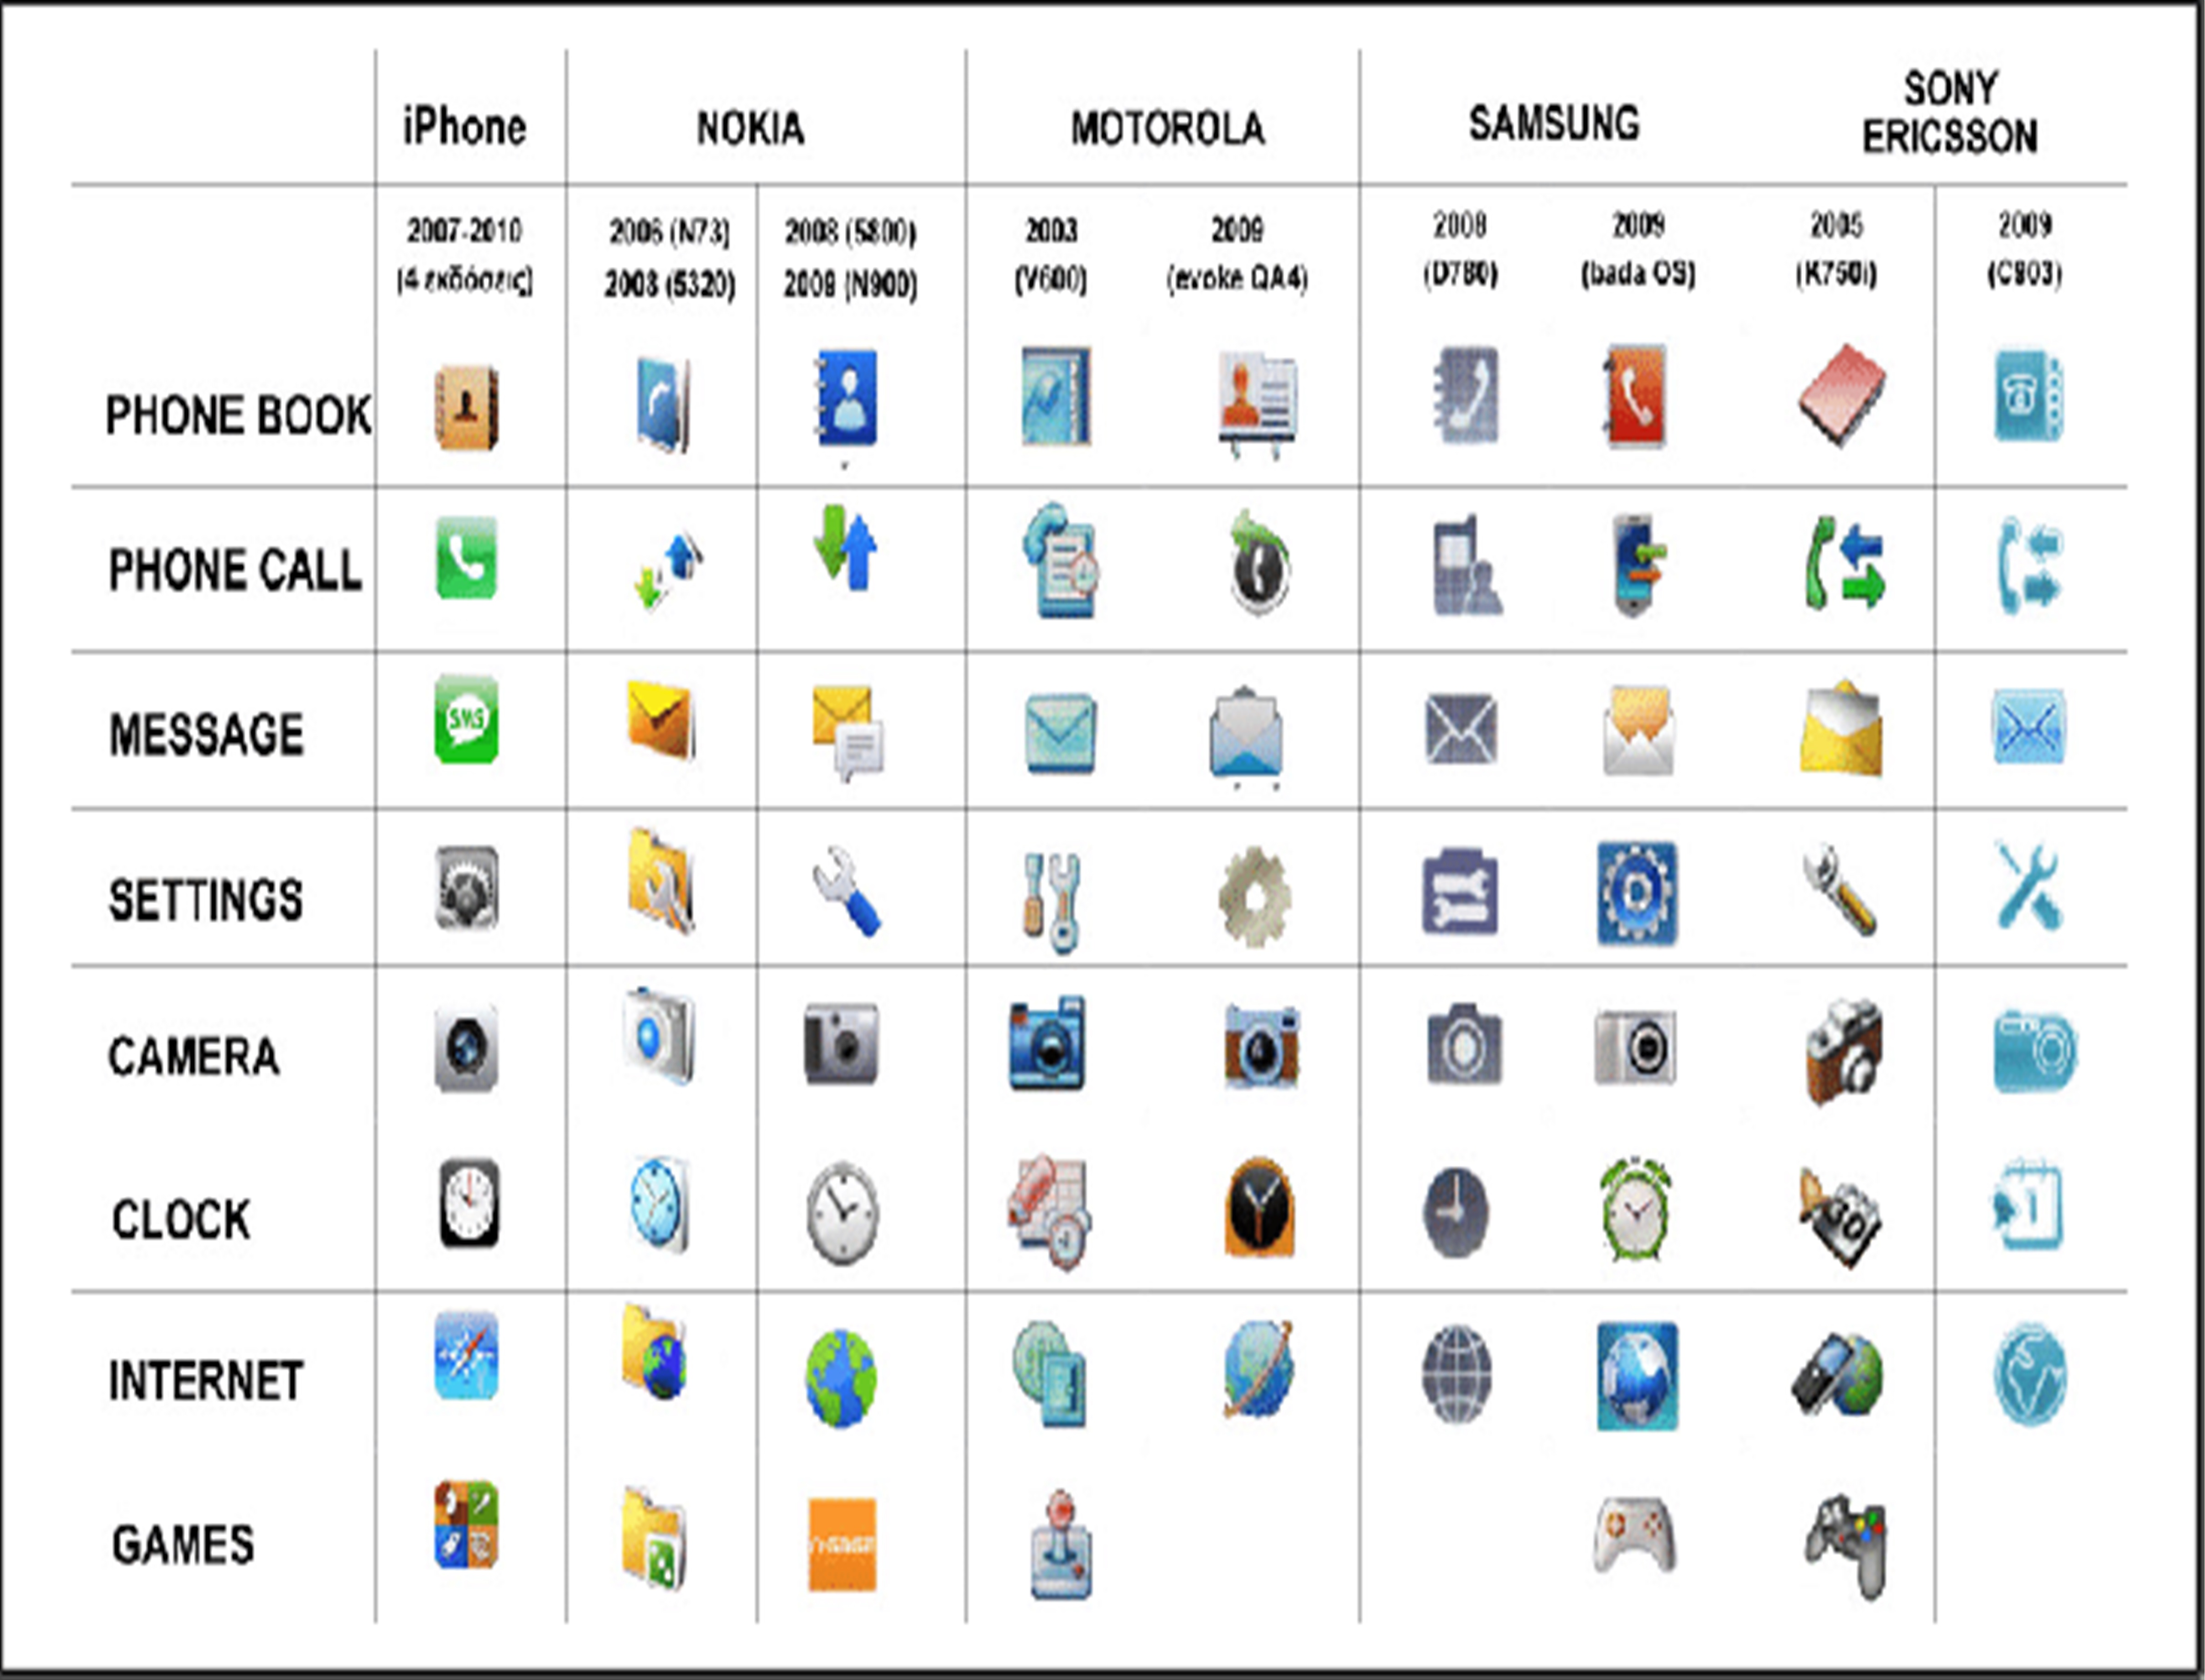 iPhone NOKIA MOTOROLA SAMSUNG SONY
ERICSSON
2007-2010 2006 (N73) 2008 (5800) 2003 2009 2008 2009 2005 2009
(4 εκδόσεις) 2008 (5320) 2009 (N900) (V600) (evoke QA4) (D780) (bada OS) (K750i) (C903)
PHONE BOOK
PHONE CALL
MESSAGE
SMS
SETTINGS
CAMERA
CLOCK
30 1
INTERNET
GAMES